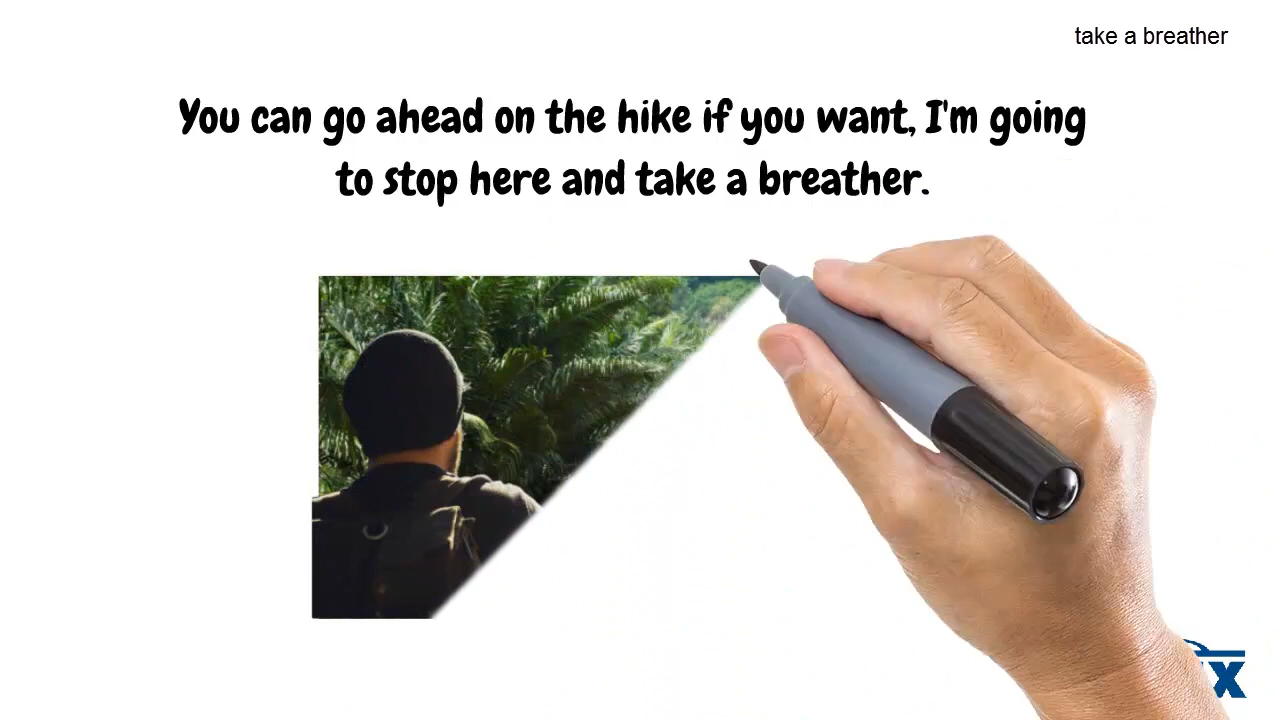 take a breather
You can go ahead on the hike if you want, I'm going
to stop here and take a breather.
X